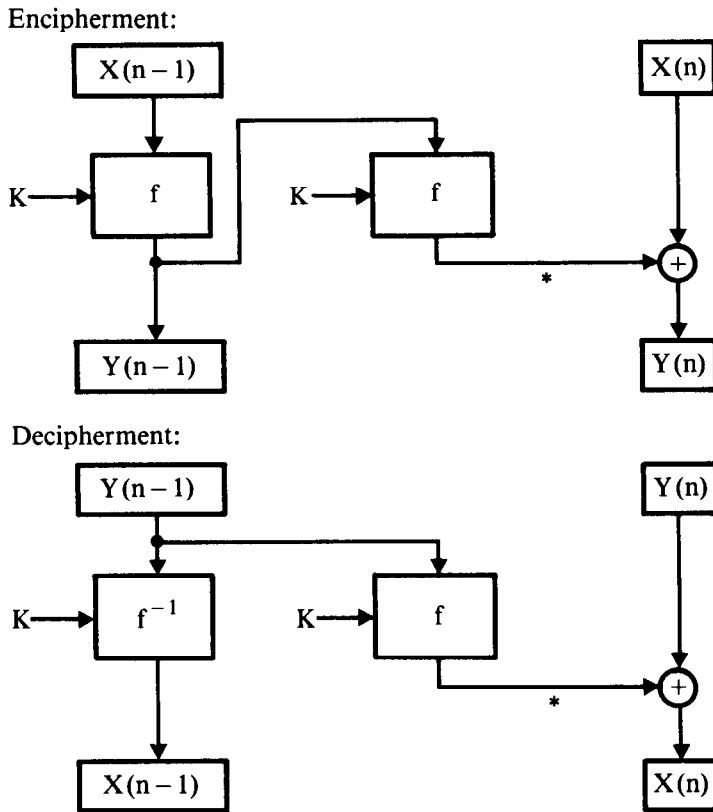 Encipherment:
X(n – 1)
X(n)
K
f
K
f
+
*
Y(n – 1)
Y(n)
Decipherment:
Y(n – 1)
Y(n)
K
f⁻¹
K
f
+
*
X(n – 1)
X(n)